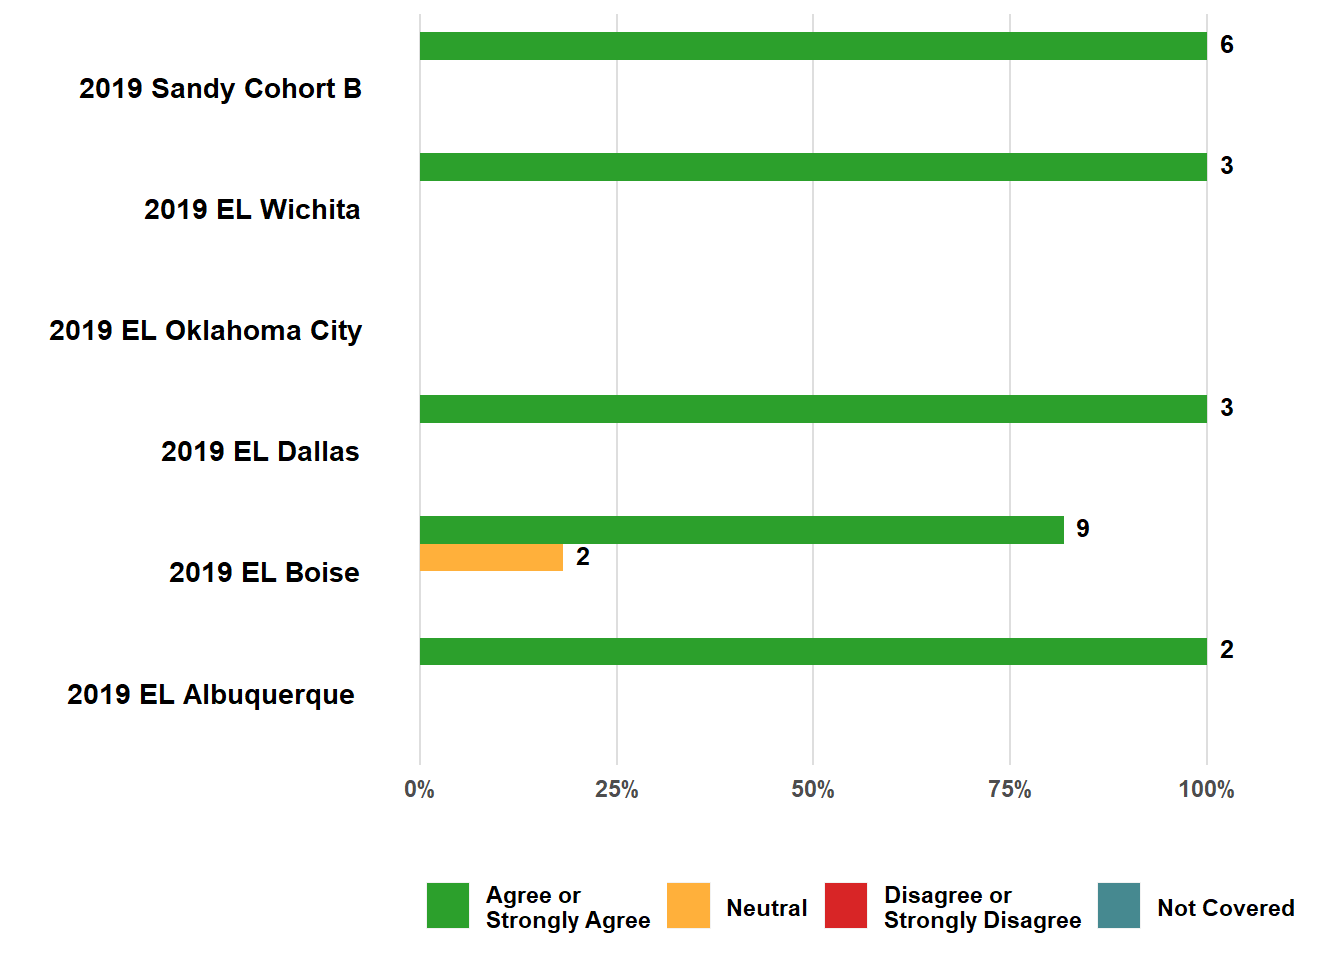 6
2019 Sandy Cohort B
3
2019 EL Wichita
2019 EL Oklahoma City
3
2019 EL Dallas
9
2
2019 EL Boise
2
2019 EL Albuquerque
0% 25% 50% 75% 100%
Agree or
Strongly Agree
Neutral
Disagree or
Strongly Disagree
Not Covered